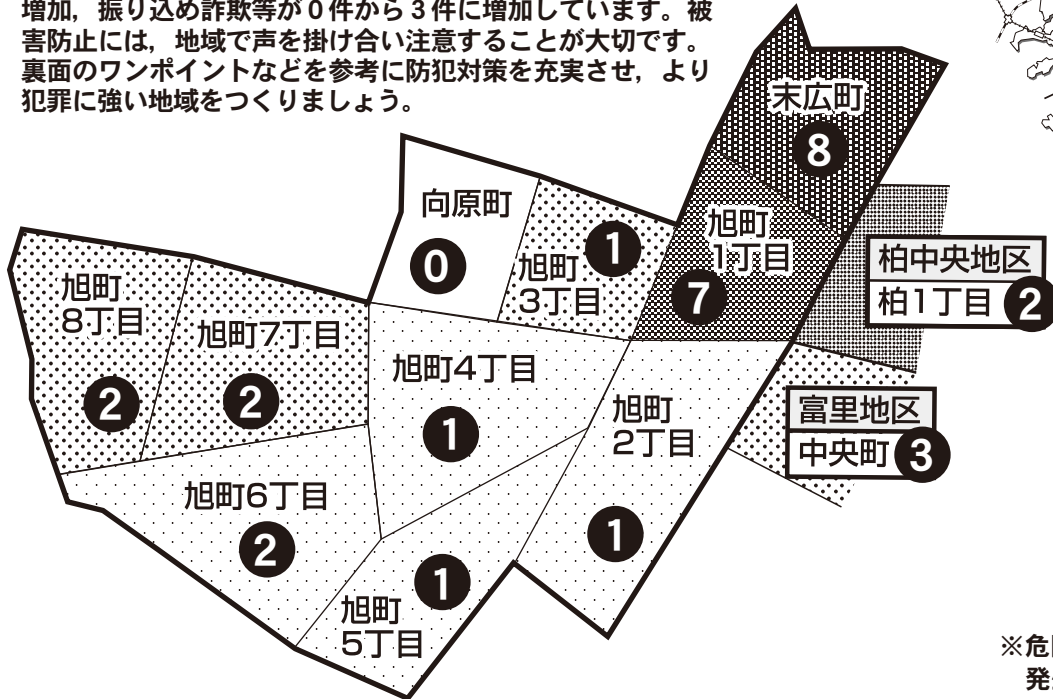 増加，振り込め詐欺等が０件から３件に増加しています。被
害防止には，地域で声を掛け合い注意することが大切です。
裏面のワンポイントなどを参考に防犯対策を充実させ，より
犯罪に強い地域をつくりましょう。
末広町
8
向原町
0
1
旭町
3丁目
旭町
1丁目
7
柏中央地区
柏1丁目 2
旭町
8丁目
2
旭町7丁目
2
旭町4丁目
1
旭町
2丁目
1
富里地区
中央町 3
旭町6丁目
2
1
旭町
5丁目